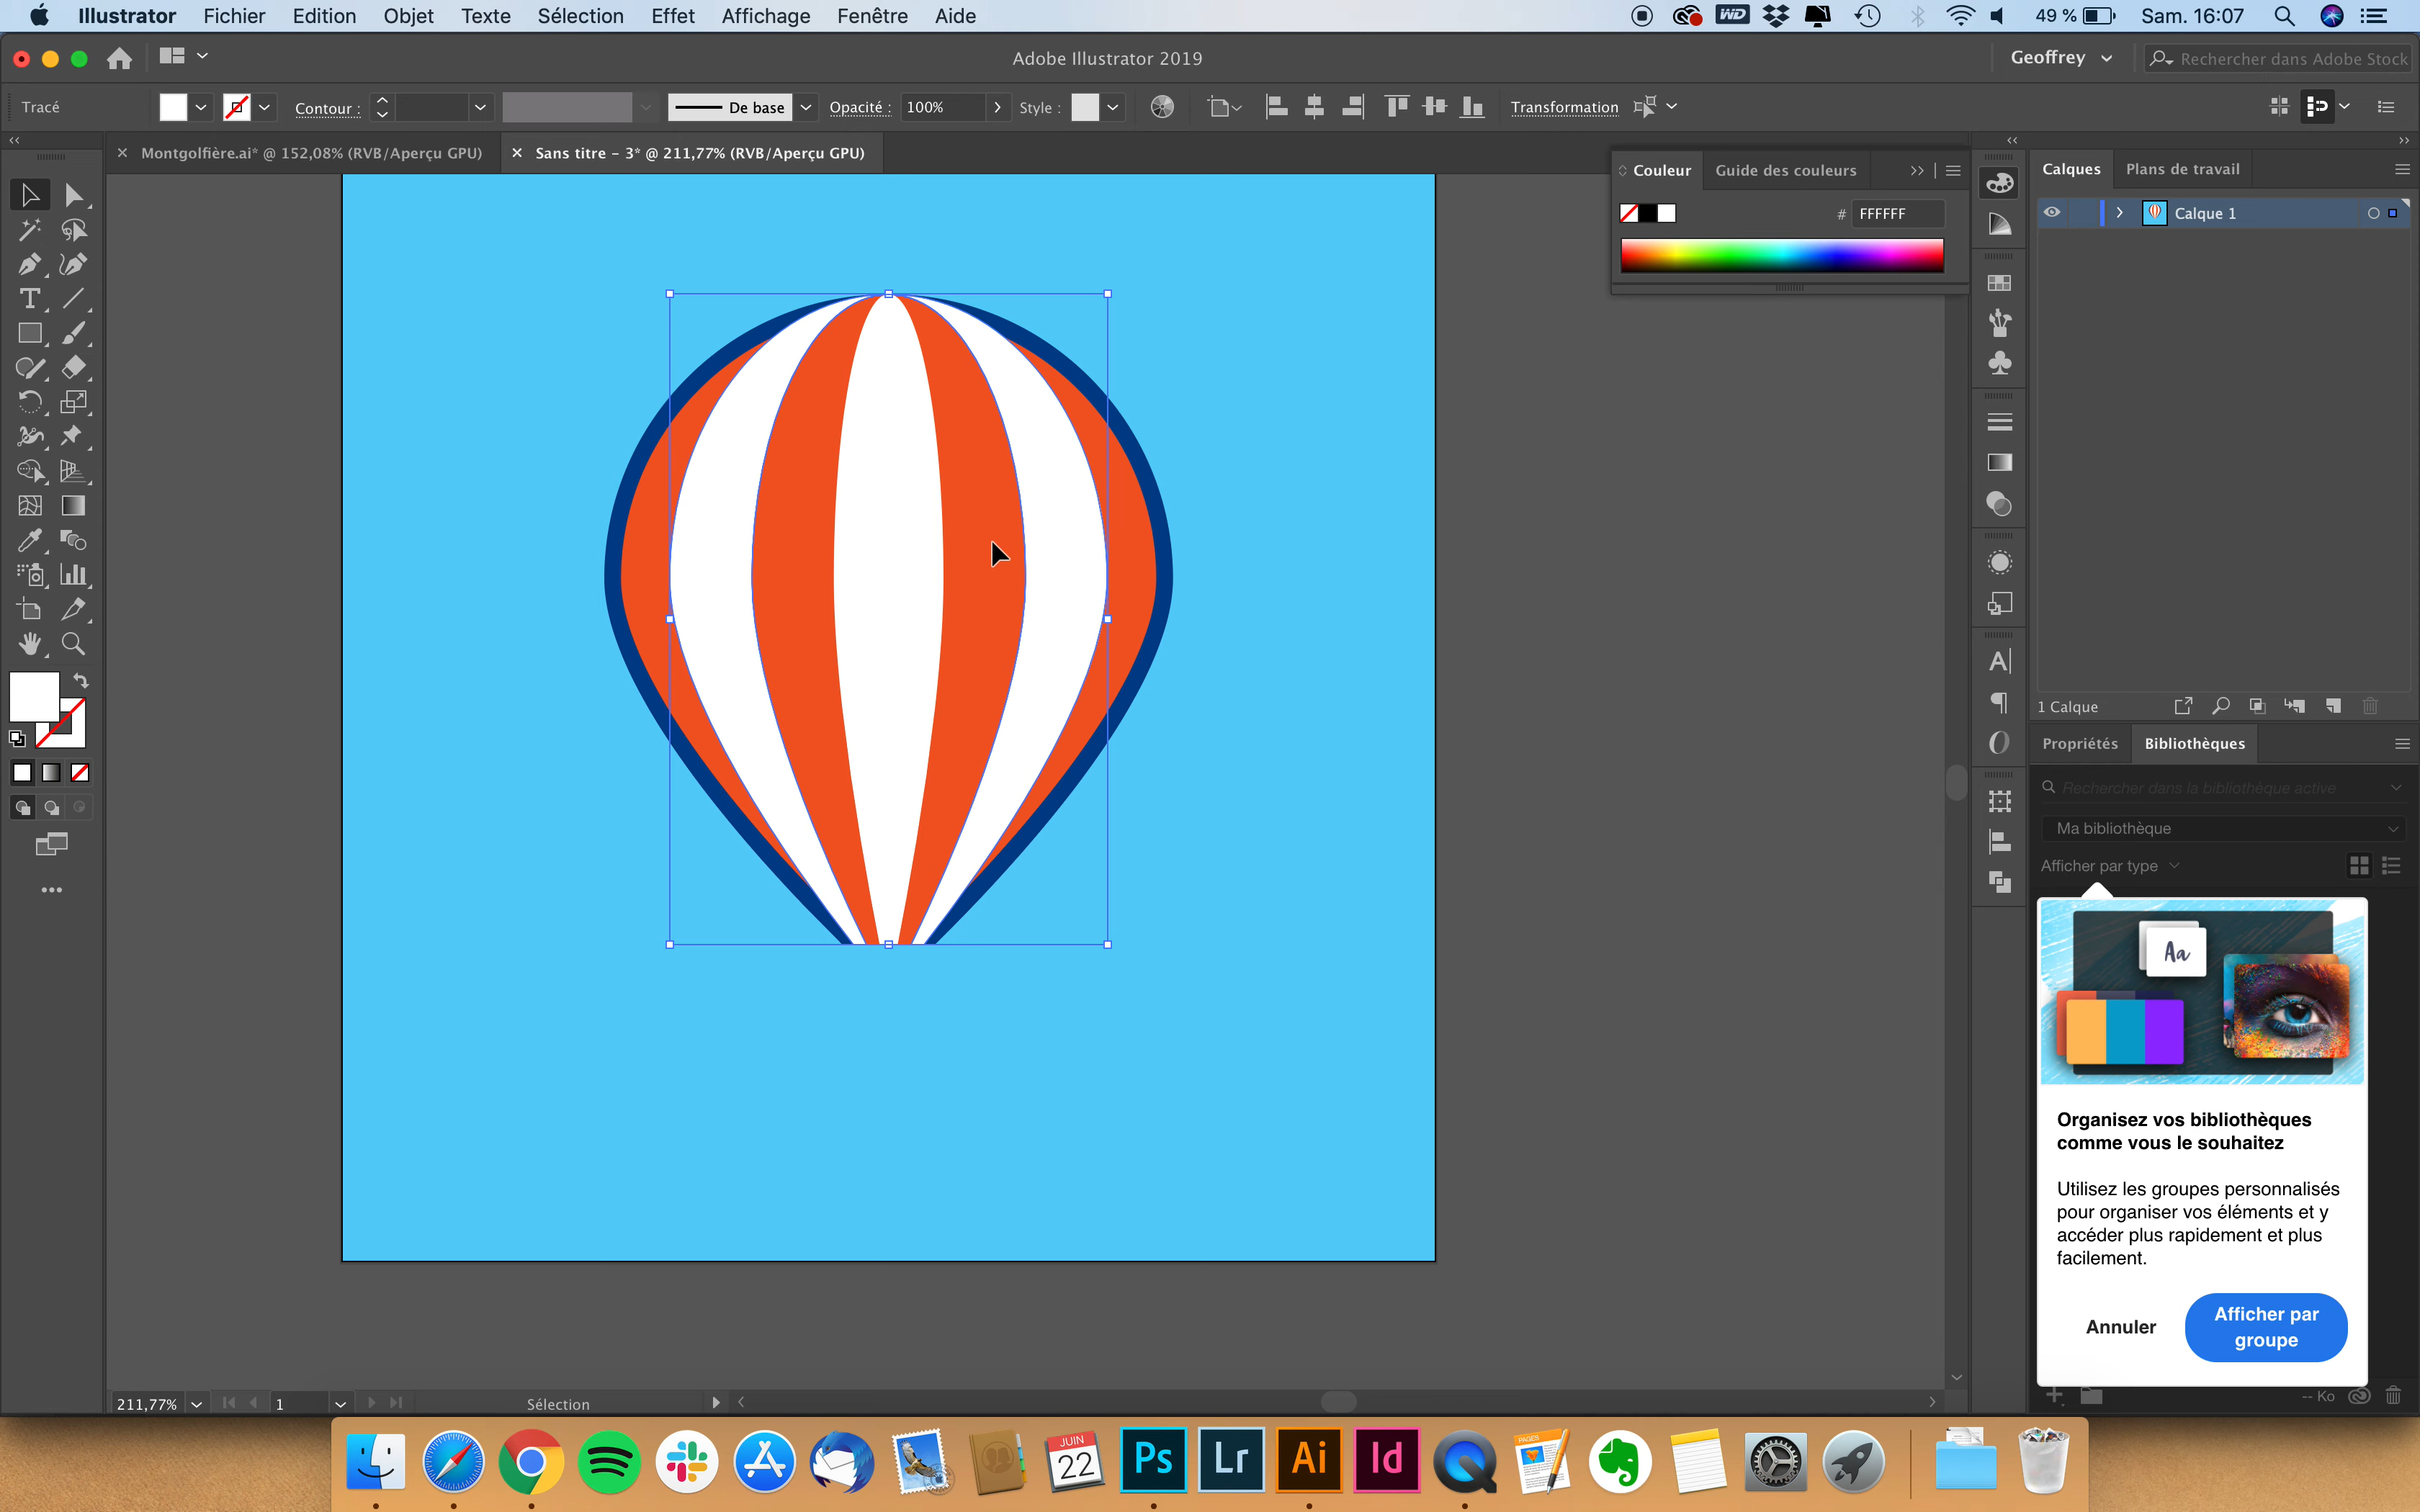 Illustrator Fichier Edition Objet Texte Sélection Effet Affichage Fenêtre Aide WD 49 % Sam. 16:07
Adobe Illustrator 2019 Geoffrey Rechercher dans Adobe Stock
Tracé Contour : De base Opacité : 100% Style : Transformation
Montgolfière.ai* @ 152,08% (RVB/Aperçu GPU) Sans titre - 3* @ 211,77% (RVB/Aperçu GPU)
Couleur Guide des couleurs
# FFFFFF
Calques Plans de travail
Calque 1
1 Calque
Propriétés Bibliothèques
Rechercher dans la bibliothèque active
Ma bibliothèque
Afficher par type
Aa
Organisez vos bibliothèques
comme vous le souhaitez
Utilisez les groupes personnalisés
pour organiser vos éléments et y
accéder plus rapidement et plus
facilement.
Annuler
Afficher par
groupe
-- Ko
211,77% 1 Sélection
JUIN
22
Ps Lr Ai Id
PAGES